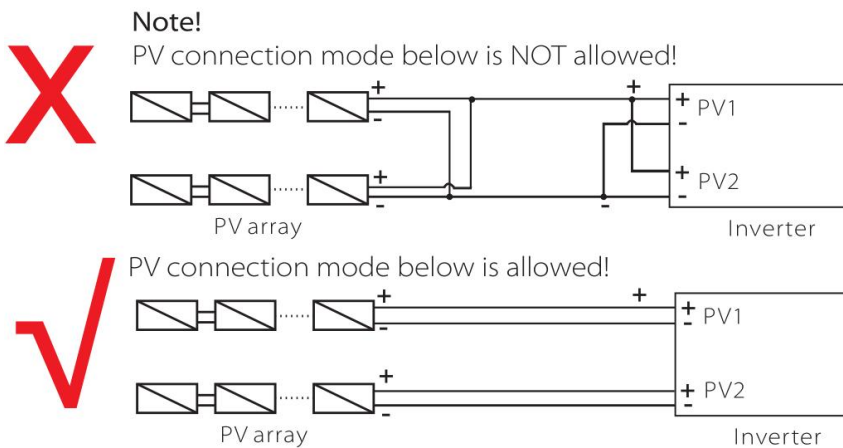 Note!
PV connection mode below is NOT allowed!
X
+ +
+ PV1
- -
+ + PV2
- - -
PV array
Inverter
PV connection mode below is allowed!
+ +
+ PV1
- -
+
+ PV2
- -
PV array
Inverter